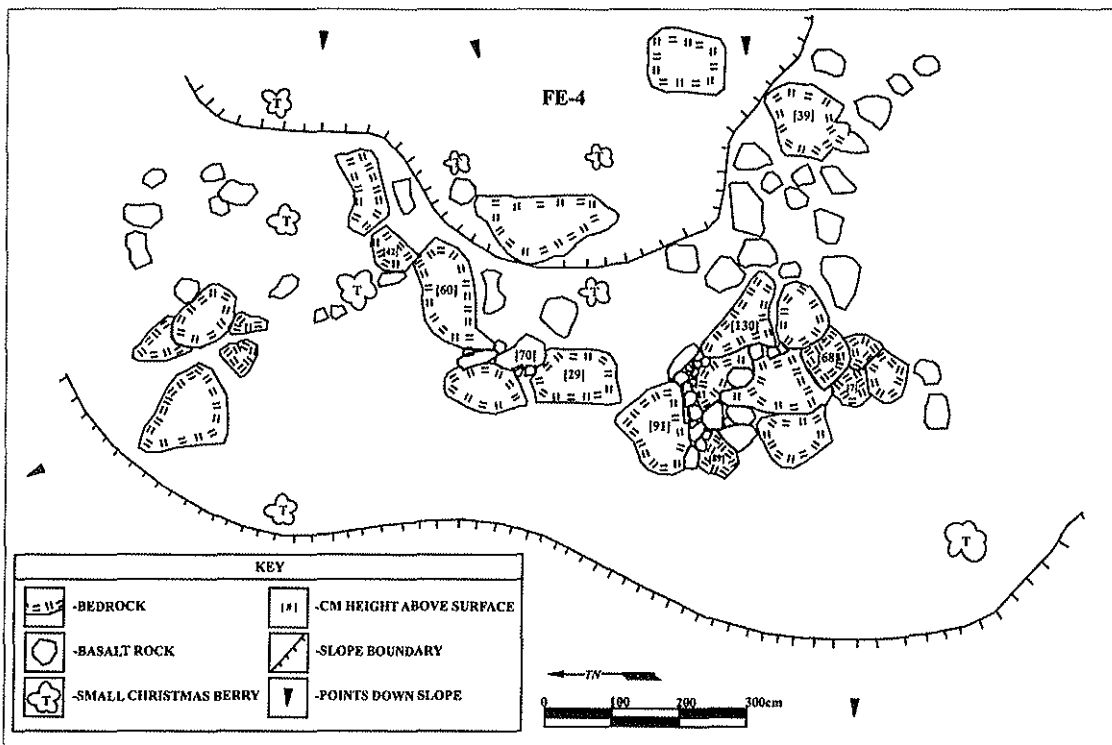 FE-4
T
[39]
T
T
T
T
[42]
[60]
T
T
[130]
[70]
[29]
[68]
[91]
T
T
KEY
-BEDROCK
[#]
-CM HEIGHT ABOVE SURFACE
-BASALT ROCK
-SLOPE BOUNDARY
T
-SMALL CHRISTMAS BERRY
-POINTS DOWN SLOPE
TN
0 100 200 300cm